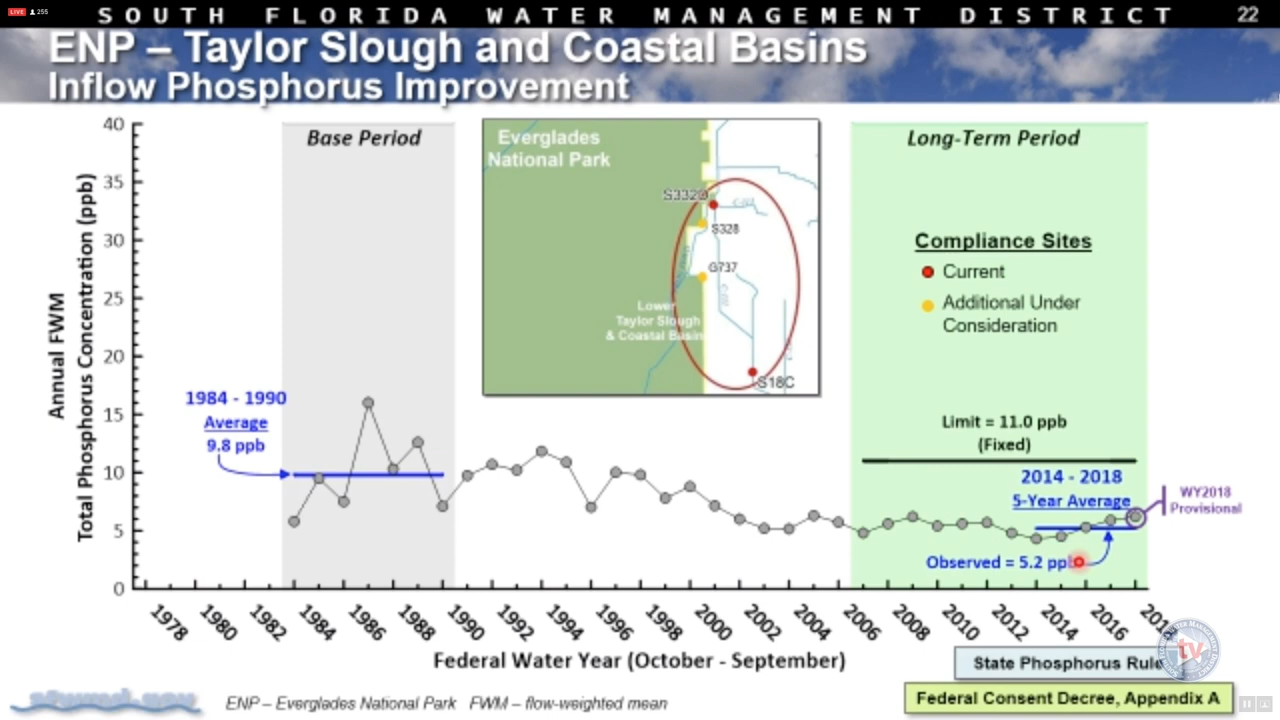 LIVE 255
SOUTH FLORIDA WATER MANAGEMENT DISTRICT
22
ENP – Taylor Slough and Coastal Basins
Inflow Phosphorus Improvement
Annual FWM
Total Phosphorus Concentration (ppb)
40
35
30
25
20
15
10
5
0
Base Period
1984 - 1990
Average
9.8 ppb
Everglades
National Park
S332D
S328
G737
Lower
Taylor Slough
& Coastal Basin
S18C
Long-Term Period
Compliance Sites
Current
Additional Under
Consideration
Limit = 11.0 ppb
(Fixed)
2014 - 2018
5-Year Average
WY2018
Provisional
Observed = 5.2 ppb
1978
1980
1982
1984
1986
1988
1990
1992
1994
1996
1998
2000
2002
2004
2006
2008
2010
2012
2014
2016
Federal Water Year (October - September)
State Phosphorus Rule
tv
sfwmd.gov
ENP – Everglades National Park FWM – flow-weighted mean
Federal Consent Decree, Appendix A